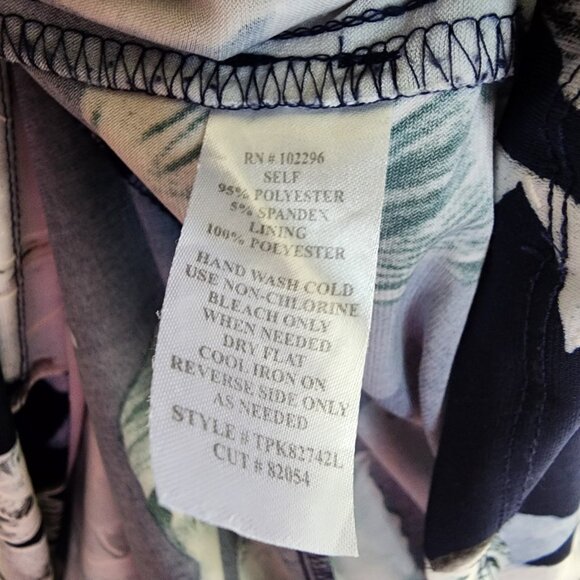 RN # 102296
SELF
95% POLYESTER
5% SPANDEX
LINING
100% POLYESTER
HAND WASH COLD
USE NON-CHLORINE
BLEACH ONLY
WHEN NEEDED
DRY FLAT
COOL IRON ON
REVERSE SIDE ONLY
AS NEEDED
STYLE # TPK82742L
CUT # 82054